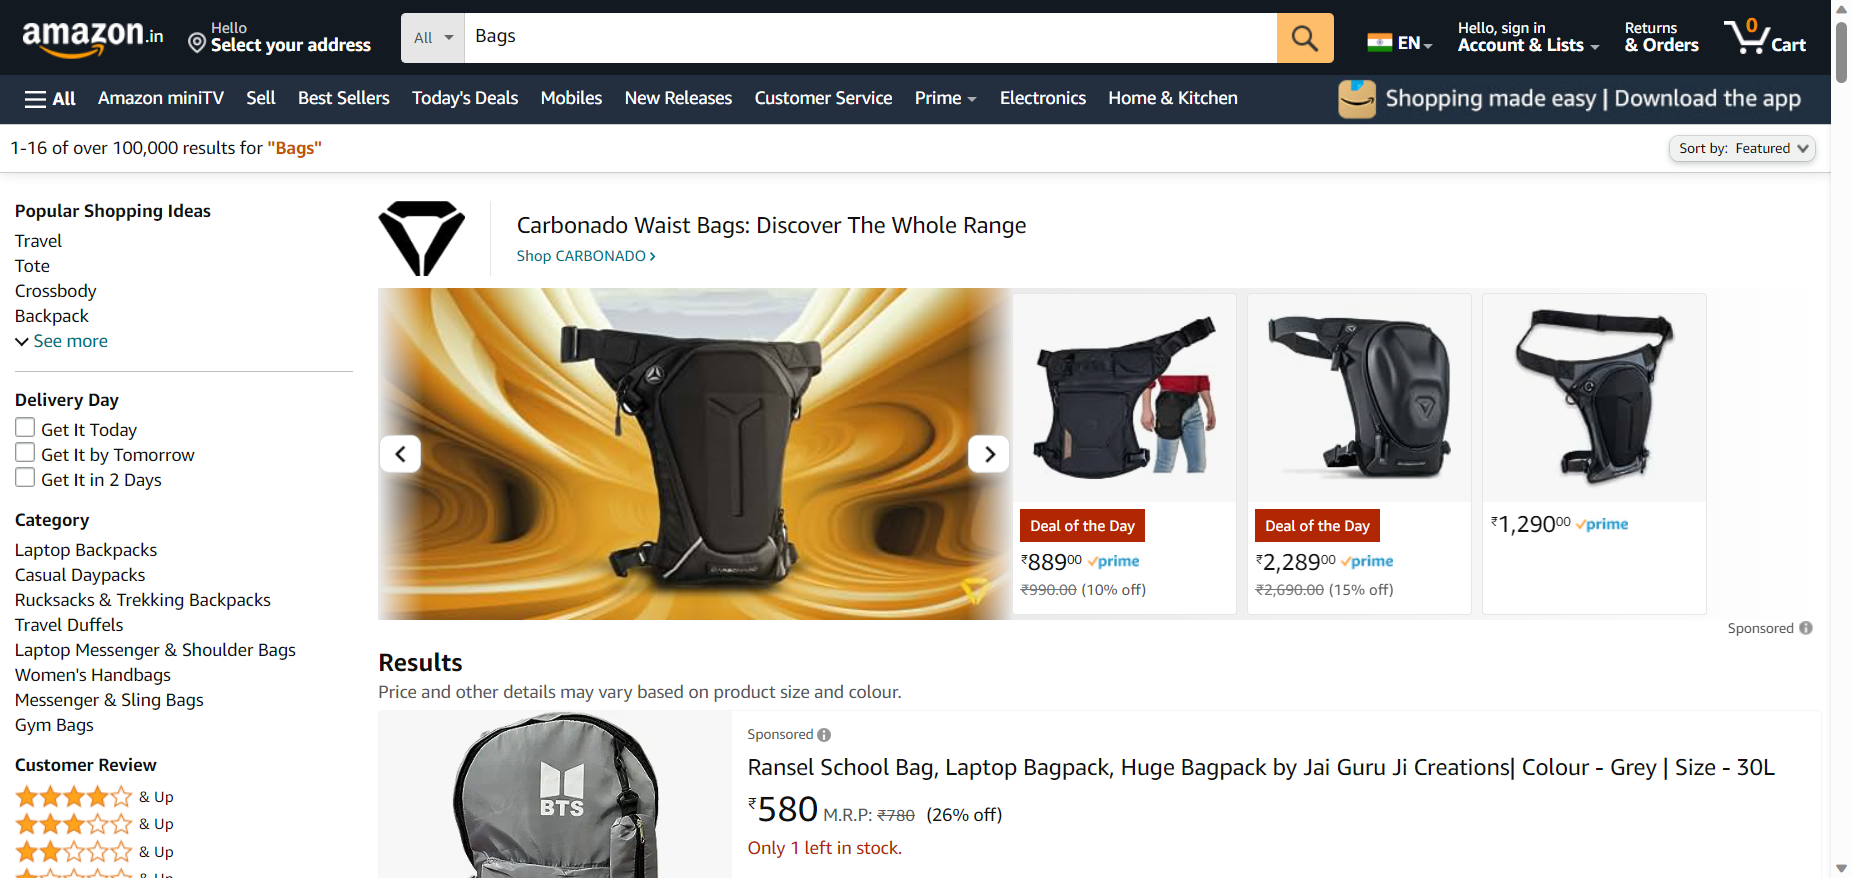 amazon.in
Hello
Select your address
All
Bags
EN
Hello, sign in
Account & Lists
Returns
& Orders
0
Cart
All
Amazon miniTV
Sell
Best Sellers
Today's Deals
Mobiles
New Releases
Customer Service
Prime
Electronics
Home & Kitchen
Shopping made easy | Download the app
1-16 of over 100,000 results for "Bags"
Sort by: Featured
Popular Shopping Ideas
Travel
Tote
Crossbody
Backpack
See more
Delivery Day
Get It Today
Get It by Tomorrow
Get It in 2 Days
Category
Laptop Backpacks
Casual Daypacks
Rucksacks & Trekking Backpacks
Travel Duffels
Laptop Messenger & Shoulder Bags
Women's Handbags
Messenger & Sling Bags
Gym Bags
Customer Review
& Up
& Up
& Up
& Up
Carbonado Waist Bags: Discover The Whole Range
Shop CARBONADO ›
Deal of the Day
₹88900 prime
₹990.00 (10% off)
Deal of the Day
₹2,28900 prime
₹2,690.00 (15% off)
₹1,29000 prime
Sponsored
Results
Price and other details may vary based on product size and colour.
BTS
Sponsored
Ransel School Bag, Laptop Bagpack, Huge Bagpack by Jai Guru Ji Creations| Colour - Grey | Size - 30L
₹580 M.R.P: ₹780 (26% off)
Only 1 left in stock.